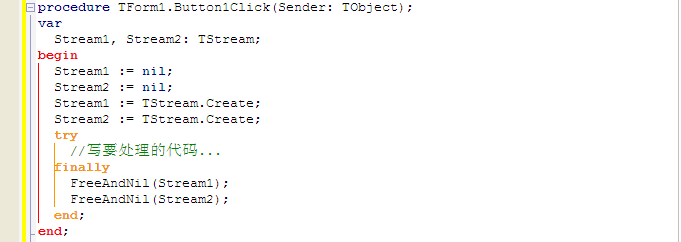 procedure TForm1.Button1Click(Sender: TObject);
var
  Stream1, Stream2: TStream;
begin
  Stream1 := nil;
  Stream2 := nil;
  Stream1 := TStream.Create;
  Stream2 := TStream.Create;
  try
    //写要处理的代码...
  finally
    FreeAndNil(Stream1);
    FreeAndNil(Stream2);
  end;
end;